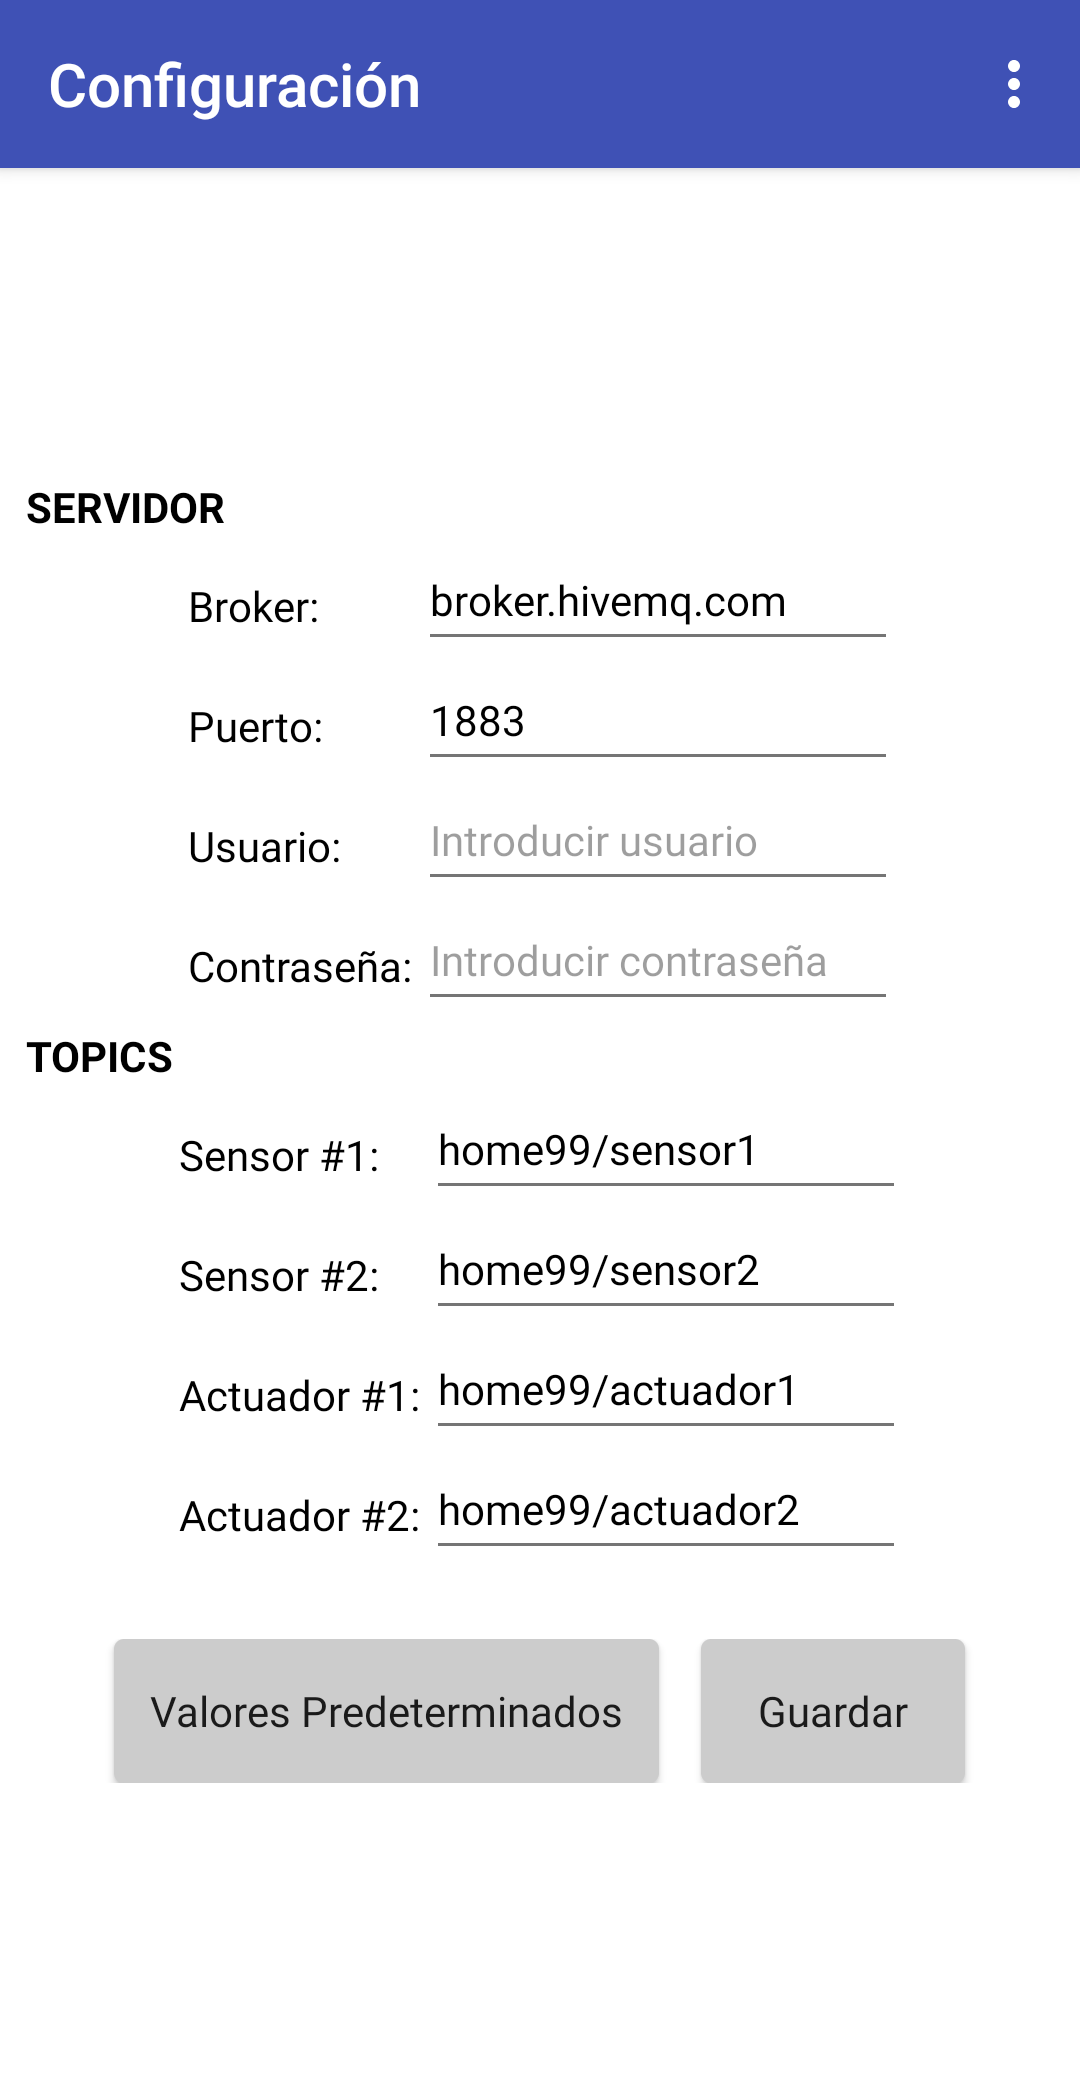 Configuración
SERVIDOR
Broker: broker.hivemq.com
Puerto: 1883
Usuario: Introducir usuario
Contraseña: Introducir contraseña
TOPICS
Sensor #1: home99/sensor1
Sensor #2: home99/sensor2
Actuador #1: home99/actuador1
Actuador #2: home99/actuador2
Valores Predeterminados Guardar